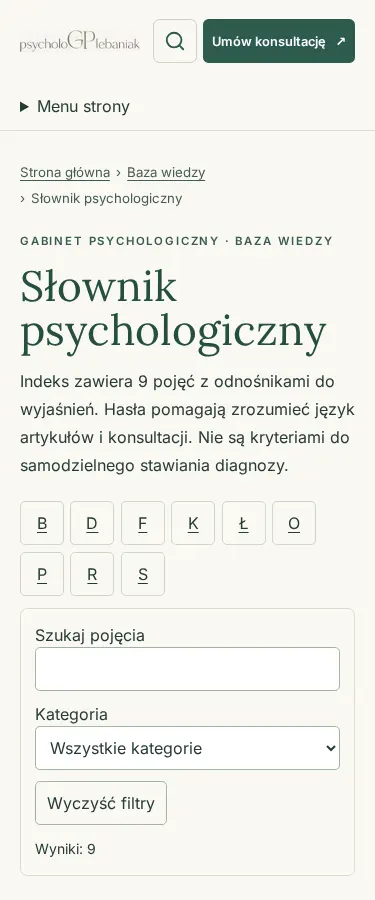 psycholoGPlebaniak
Umów konsultację ↗
▶ Menu strony
Strona główna › Baza wiedzy
› Słownik psychologiczny
GABINET PSYCHOLOGICZNY · BAZA WIEDZY
Słownik
psychologiczny
Indeks zawiera 9 pojęć z odnośnikami do
wyjaśnień. Hasła pomagają zrozumieć język
artykułów i konsultacji. Nie są kryteriami do
samodzielnego stawiania diagnozy.
B D F K Ł O
P R S
Szukaj pojęcia
Kategoria
Wszystkie kategorie
Wyczyść filtry
Wyniki: 9